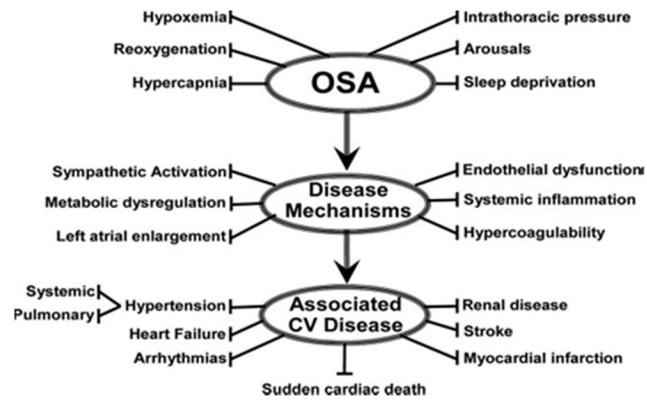 Hypoxemia
Intrathoracic pressure
Reoxygenation
Arousals
OSA
Hypercapnia
Sleep deprivation
Sympathetic Activation
Endothelial dysfunction
Disease
Metabolic dysregulation
Systemic inflammation
Mechanisms
Left atrial enlargement
Hypercoagulability
Systemic
Hypertension
Associated
Renal disease
Pulmonary
CV Disease
Heart Failure
Stroke
Arrhythmias
Myocardial infarction
Sudden cardiac death